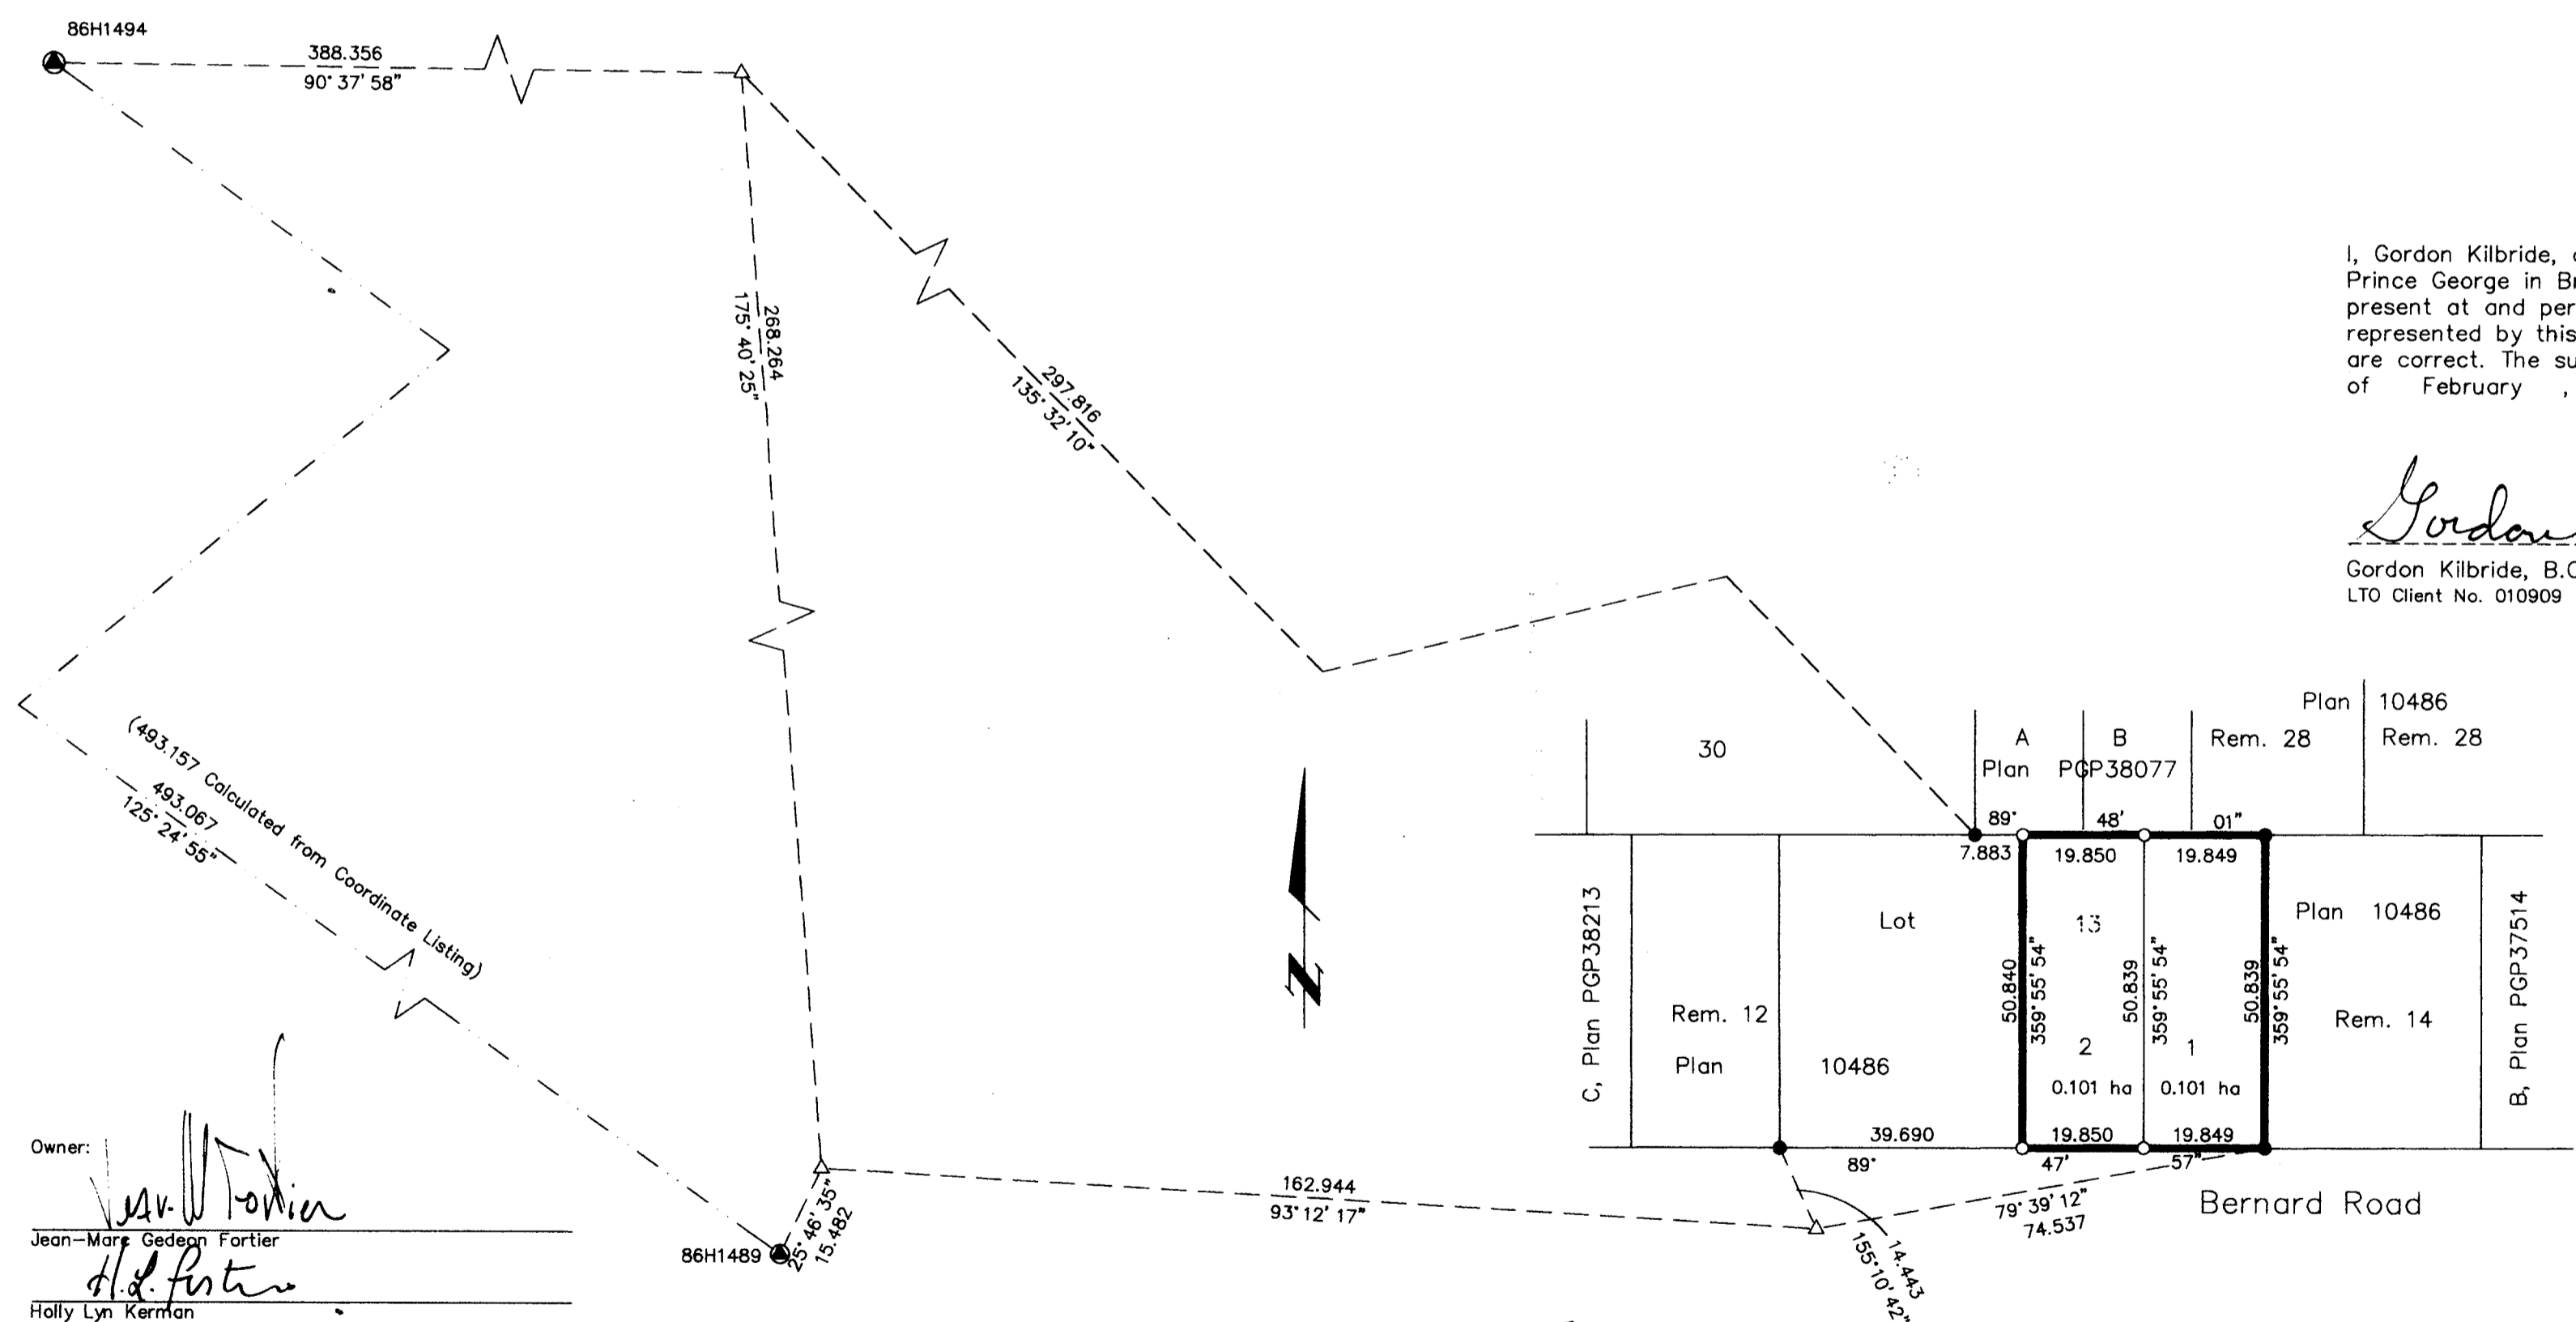 86H1494
388.356
90° 37' 58"
268.264
175° 40' 25"
297.816
135° 32' 10"
I, Gordon Kilbride,
Prince George in
present at and
represented by this
are correct. The
of February ,
Gordon
Gordon Kilbride,
LTO Client No. 010909
(493.157 Calculated from Coordinate Listing)
493.067
125° 24' 55"
N
30
A
B
Plan PGP38077
Rem. 28
Plan 10486
Rem. 28
89° 48' 01"
7.883
19.850
19.849
C, Plan PGP38213
Rem. 12
Plan
Lot
10486
13
50.840
359° 55' 54"
50.839
359° 55' 54"
50.839
359° 55' 54"
2
0.101 ha
1
0.101 ha
Plan 10486
Rem. 14
B, Plan PGP37514
39.690
19.850
19.849
89° 47' 57"
162.944
93° 12' 17"
79° 39' 12"
74.537
14.443
155° 10' 42"
Bernard Road
86H1489
25° 46' 35"
15.482
Owner:
Jean-Marc Gedeon Fortier
Holly Lyn Kerman